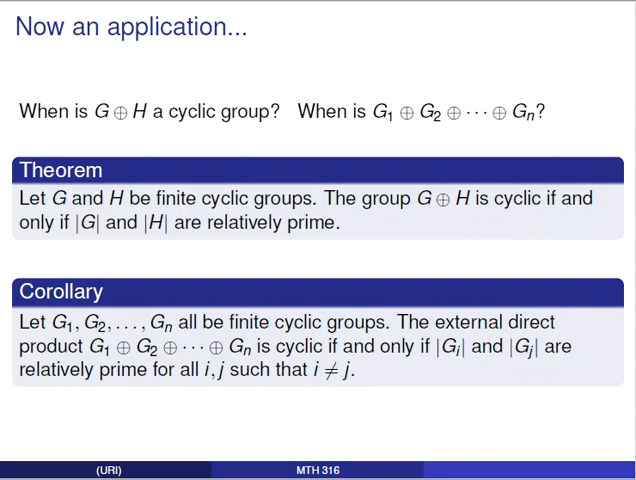 Now an application...
When is G ⊕ H a cyclic group? When is G₁ ⊕ G₂ ⊕ ··· ⊕ Gₙ?
Theorem
Let G and H be finite cyclic groups. The group G ⊕ H is cyclic if and
only if |G| and |H| are relatively prime.
Corollary
Let G₁, G₂, . . . , Gₙ all be finite cyclic groups. The external direct
product G₁ ⊕ G₂ ⊕ ··· ⊕ Gₙ is cyclic if and only if |Gᵢ| and |Gⱼ| are
relatively prime for all i, j such that i ≠ j.
(URI) MTH 316